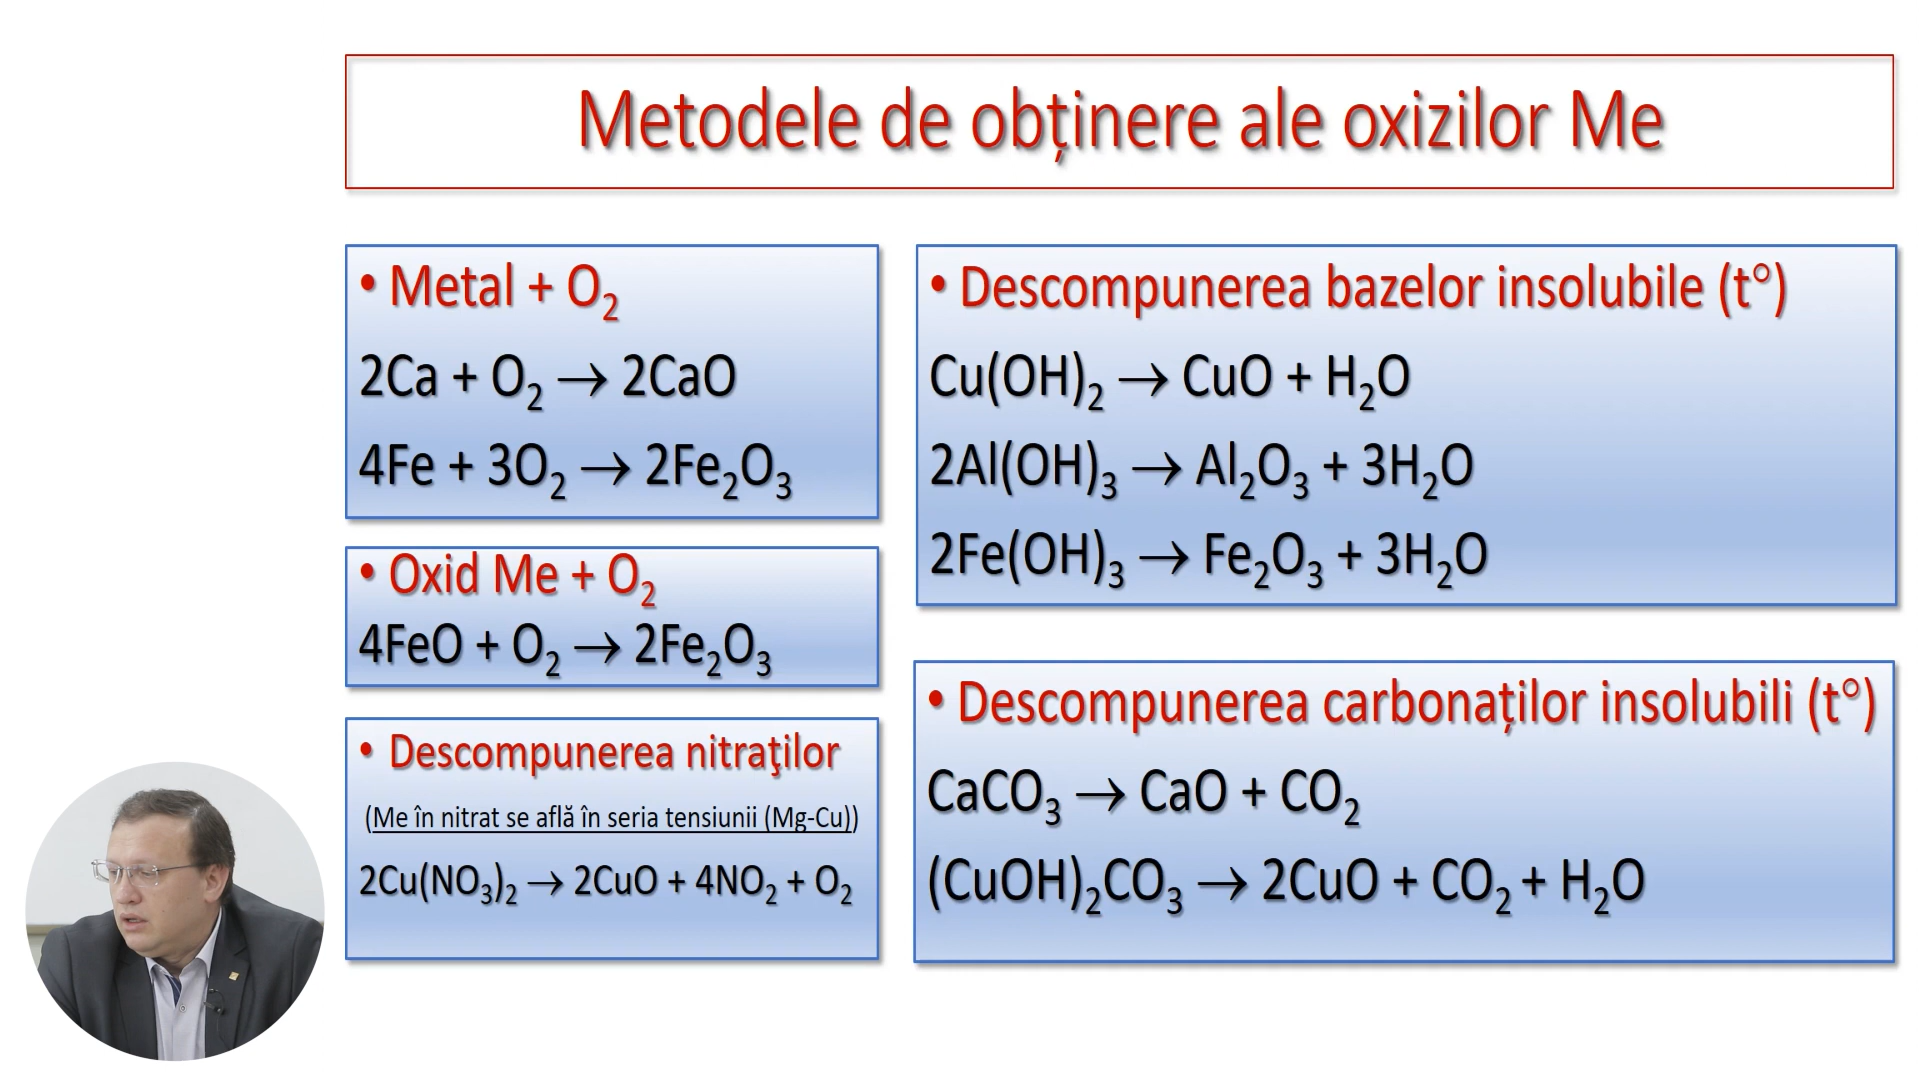 Metodele de obținere ale oxizilor Me
• Metal + O₂
2Ca + O₂ → 2CaO
4Fe + 3O₂ → 2Fe₂O₃
• Oxid Me + O₂
4FeO + O₂ → 2Fe₂O₃
• Descompunerea nitraţilor
(Me în nitrat se află în seria tensiunii (Mg-Cu))
2Cu(NO₃)₂ → 2CuO + 4NO₂ + O₂
• Descompunerea bazelor insolubile (t°)
Cu(OH)₂ → CuO + H₂O
2Al(OH)₃ → Al₂O₃ + 3H₂O
2Fe(OH)₃ → Fe₂O₃ + 3H₂O
• Descompunerea carbonaților insolubili (t°)
CaCO₃ → CaO + CO₂
(CuOH)₂CO₃ → 2CuO + CO₂ + H₂O